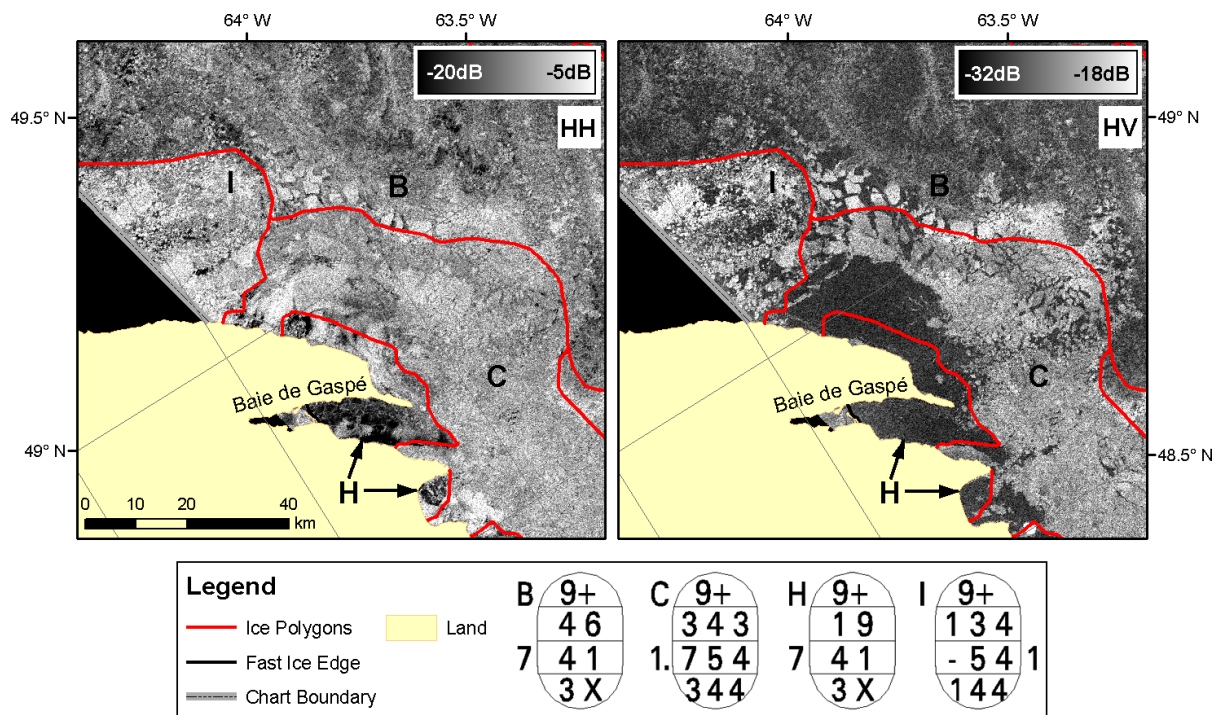 64° W 63.5° W 64° W 63.5° W
-20dB -5dB
HH
-32dB -18dB
HV
49.5° N
49° N
I B
I B
C
C
Baie de Gaspé
Baie de Gaspé
49° N
48.5° N
H
H
0 10 20 40
km
Legend
Ice Polygons
Land
Fast Ice Edge
Chart Boundary
B 9+
4 6
7 4 1
3 X
C 9+
3 4 3
1. 7 5 4
3 4 4
H 9+
1 9
7 4 1
3 X
I 9+
1 3 4
- 5 4 1
1 4 4